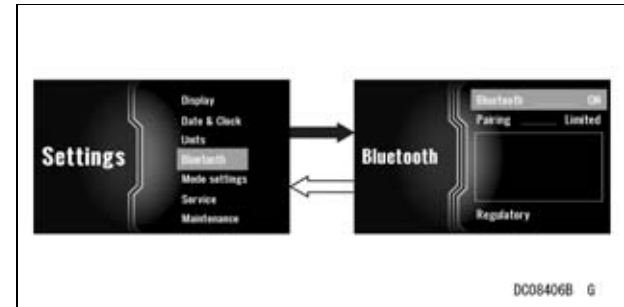 Settings
Display
Date & Clock
Units
Bluetooth
Mode settings
Service
Maintenance
Bluetooth
Bluetooth ON
Pairing Limited
Regulatory
DC08406B G